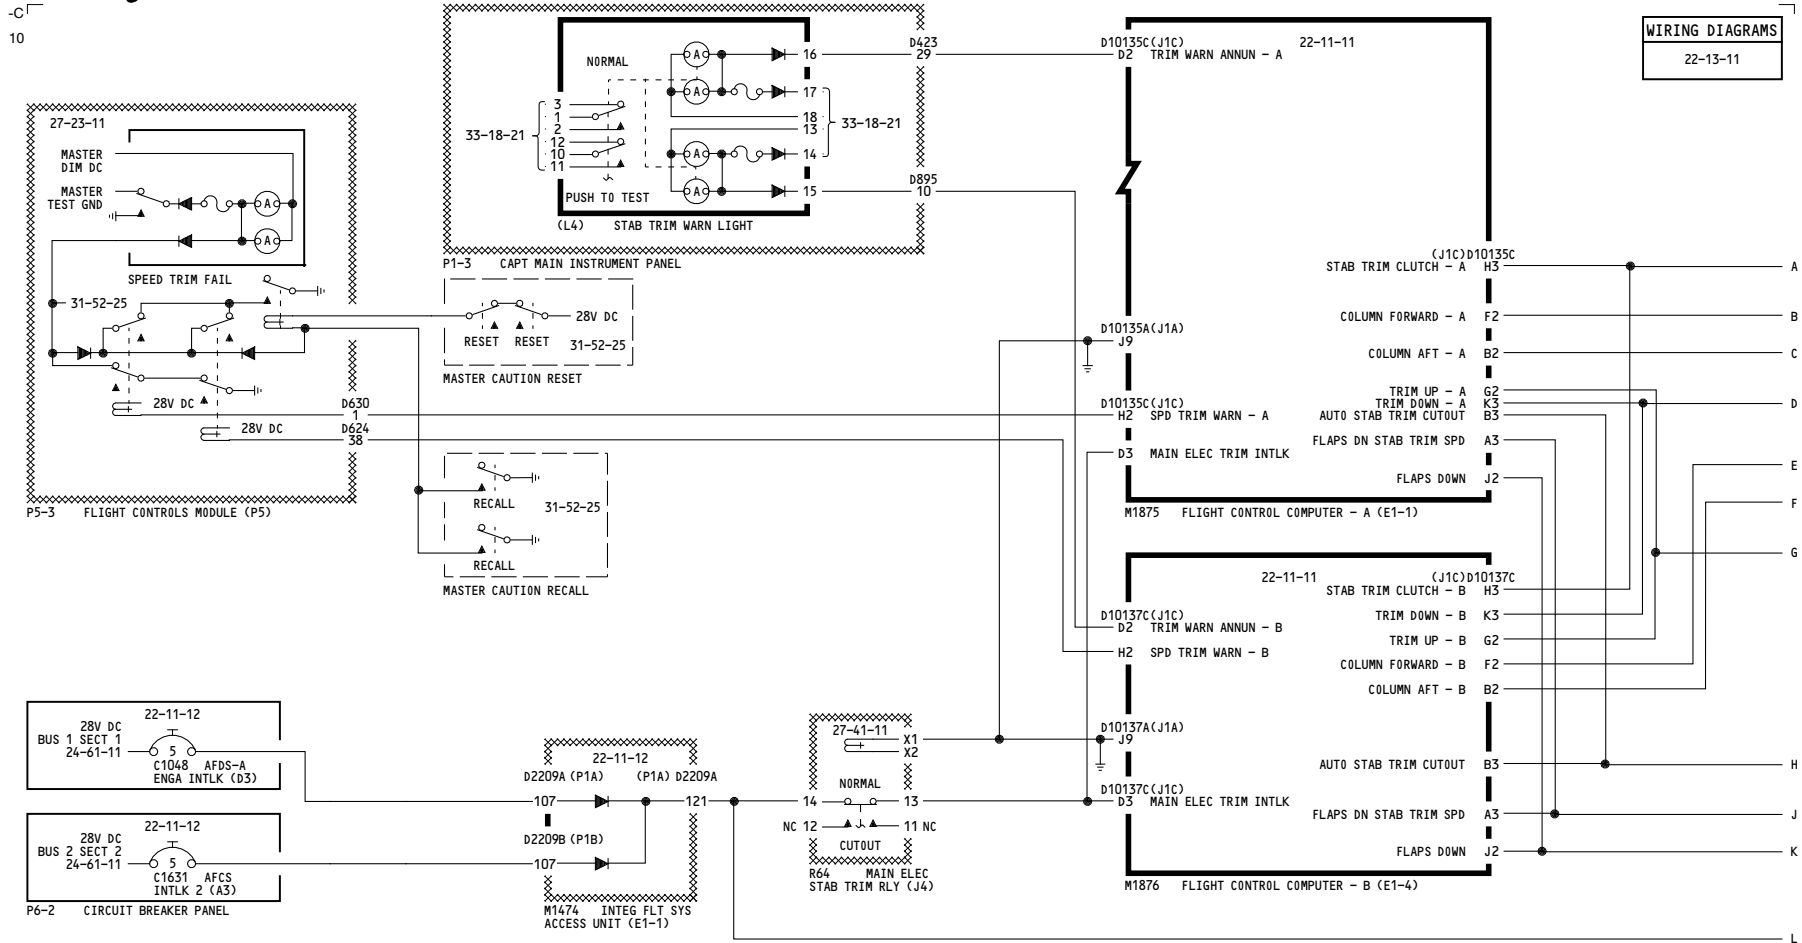 -C
10
WIRING DIAGRAMS
22-13-11
27-23-11
MASTER
DIM DC
MASTER
TEST GND
A
A
SPEED TRIM FAIL
31-52-25
28V DC
28V DC
D630
1
D624
38
P5-3 FLIGHT CONTROLS MODULE (P5)
NORMAL
33-18-21
3
1
2
12
10
11
PUSH TO TEST
A
A
A
A
16
17
18
13
14
15
33-18-21
D423
29
D895
10
(L4) STAB TRIM WARN LIGHT
P1-3 CAPT MAIN INSTRUMENT PANEL
28V DC
RESET RESET
31-52-25
MASTER CAUTION RESET
RECALL
31-52-25
RECALL
MASTER CAUTION RECALL
D10135C(J1C)
22-11-11
D2 TRIM WARN ANNUN - A
(J1C)D10135C
STAB TRIM CLUTCH - A H3
COLUMN FORWARD - A F2
D10135A(J1A)
J9
COLUMN AFT - A B2
TRIM UP - A G2
TRIM DOWN - A K3
D10135C(J1C)
H2 SPD TRIM WARN - A
AUTO STAB TRIM CUTOUT B3
FLAPS DN STAB TRIM SPD A3
D3 MAIN ELEC TRIM INTLK
FLAPS DOWN J2
M1875 FLIGHT CONTROL COMPUTER - A (E1-1)
22-11-11
(J1C)D10137C
STAB TRIM CLUTCH - B H3
D10137C(J1C)
TRIM DOWN - B K3
D2 TRIM WARN ANNUN - B
TRIM UP - B G2
H2 SPD TRIM WARN - B
COLUMN FORWARD - B F2
COLUMN AFT - B B2
D10137A(J1A)
J9
AUTO STAB TRIM CUTOUT B3
D10137C(J1C)
D3 MAIN ELEC TRIM INTLK
FLAPS DN STAB TRIM SPD A3
FLAPS DOWN J2
M1876 FLIGHT CONTROL COMPUTER - B (E1-4)
A
B
C
D
E
F
G
H
J
K
L
22-11-12
28V DC
BUS 1 SECT 1
24-61-11
5
C1048 AFDS-A
ENGA INTLK (D3)
22-11-12
28V DC
BUS 2 SECT 2
24-61-11
5
C1631 AFCS
INTLK 2 (A3)
P6-2 CIRCUIT BREAKER PANEL
22-11-12
D2209A (P1A) (P1A) D2209A
107
121
D2209B (P1B)
107
M1474 INTEG FLT SYS
ACCESS UNIT (E1-1)
27-41-11
X1
X2
NORMAL
14
13
NC 12
11 NC
CUTOUT
R64 MAIN ELEC
STAB TRIM RLY (J4)